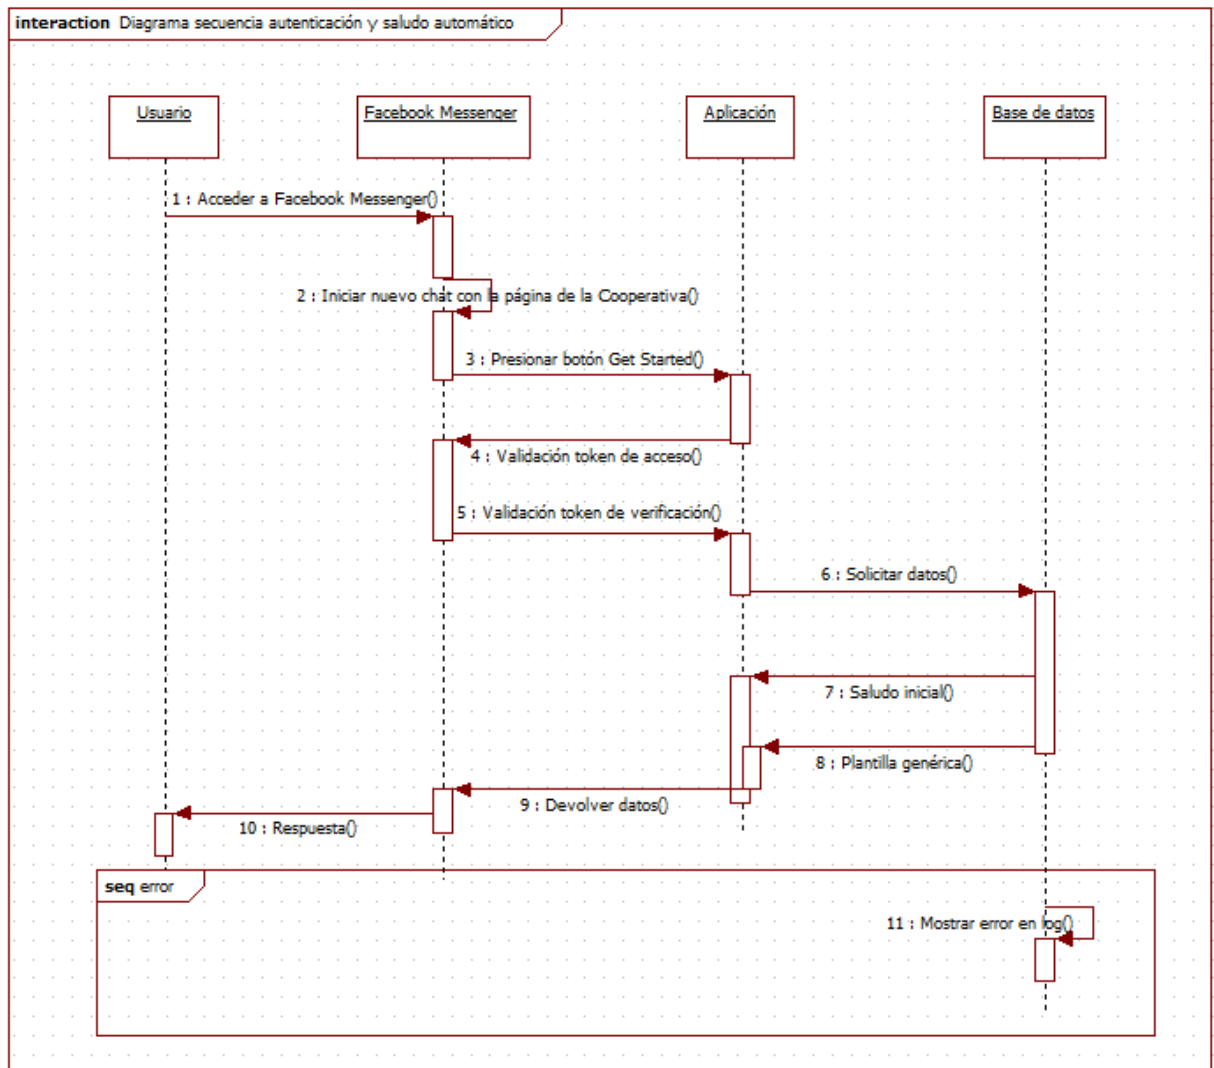 interaction Diagrama secuencia autenticación y saludo automático
Usuario
Facebook Messenger
Aplicación
Base de datos
1 : Acceder a Facebook Messenger()
2 : Iniciar nuevo chat con la página de la Cooperativa()
3 : Presionar botón Get Started()
4 : Validación token de acceso()
5 : Validación token de verificación()
6 : Solicitar datos()
7 : Saludo inicial()
8 : Plantilla genérica()
9 : Devolver datos()
10 : Respuesta()
seq error
11 : Mostrar error en log()